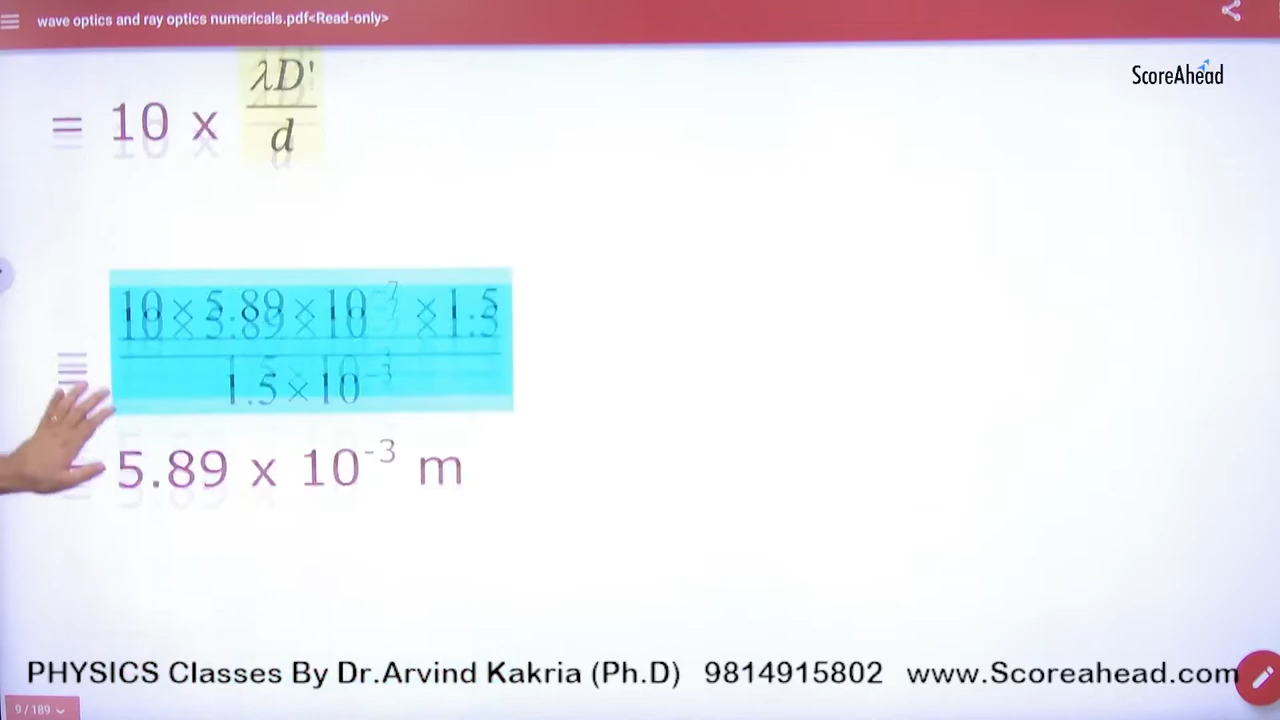 wave optics and ray optics numericals.pdf<Read-only>
ScoreAhead
= 10 x λD' / d
= 10×5.89×10⁻⁷×1.5 / 1.5×10⁻³
= 5.89 x 10⁻³ m
PHYSICS Classes By Dr.Arvind Kakria (Ph.D) 9814915802 www.Scoreahead.com
9 / 189